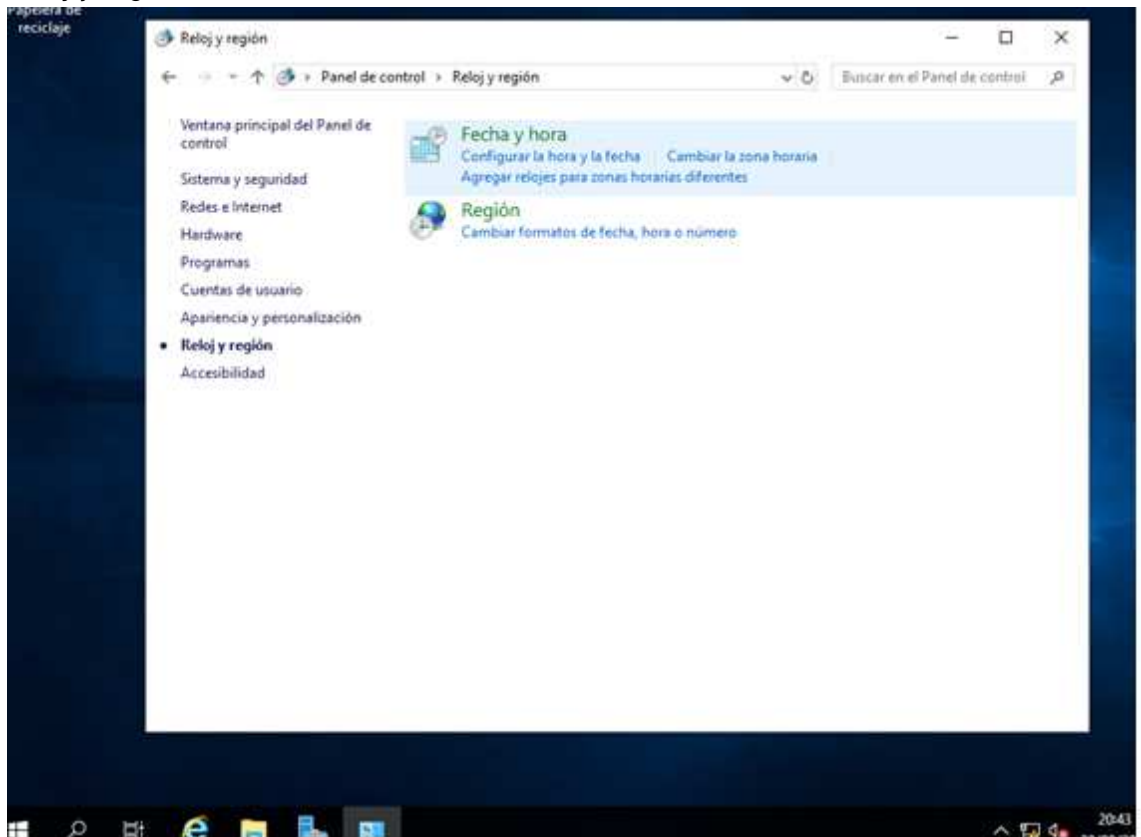 Papelera de
reciclaje
Reloj y región
Panel de control › Reloj y región
Buscar en el Panel de control
Ventana principal del Panel de
control
Sistema y seguridad
Redes e Internet
Hardware
Programas
Cuentas de usuario
Apariencia y personalización
Reloj y región
Accesibilidad
Fecha y hora
Configurar la hora y la fecha
Cambiar la zona horaria
Agregar relojes para zonas horarias diferentes
Región
Cambiar formatos de fecha, hora o número
20:43